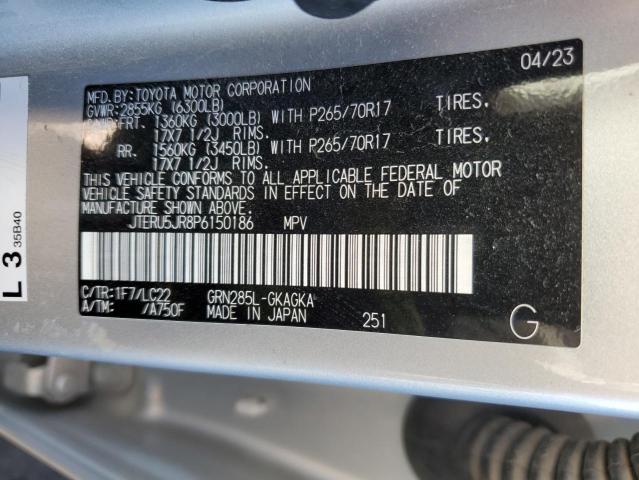 04/23
MFD.BY:TOYOTA MOTOR CORPORATION
GVWR:2855KG (6300LB)
FRT. 1360KG (3000LB) WITH P265/70R17 TIRES,
17X7 1/2J RIMS.
RR. 1560KG (3450LB) WITH P265/70R17 TIRES,
17X7 1/2J RIMS.
THIS VEHICLE CONFORMS TO ALL APPLICABLE FEDERAL MOTOR
VEHICLE SAFETY STANDARDS IN EFFECT ON THE DATE OF
MANUFACTURE SHOWN ABOVE.
JTERU5JR8P6150186 MPV
C/TR:1F7/LC22 GRN285L-GKAGKA
A/TM: /A750F MADE IN JAPAN 251
G
L 3 35B40